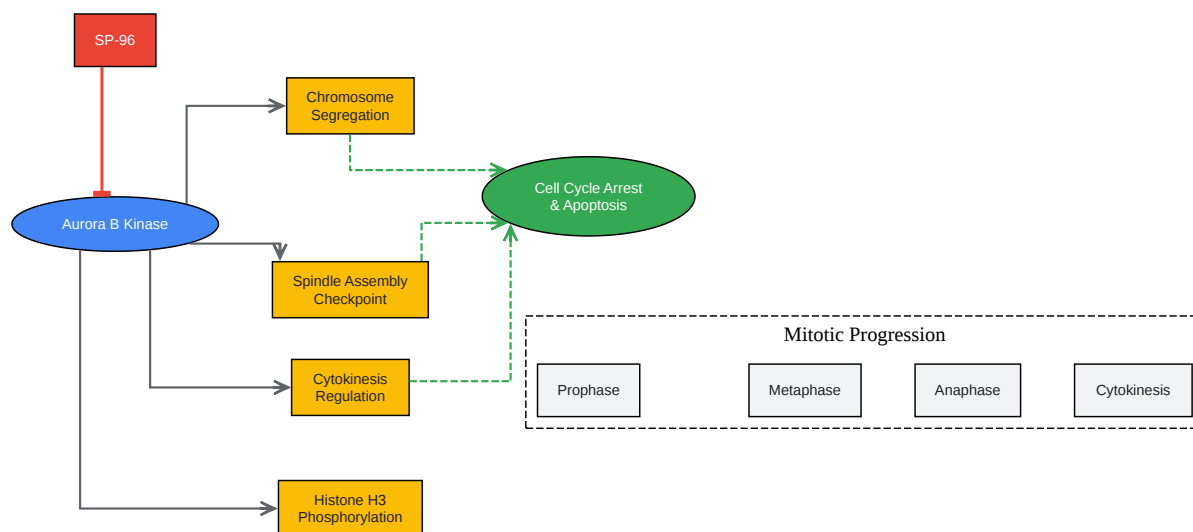 SP-96
Chromosome
Segregation
Cell Cycle Arrest
& Apoptosis
Aurora B Kinase
Spindle Assembly
Checkpoint
Mitotic Progression
Cytokinesis
Regulation
Prophase
Metaphase
Anaphase
Cytokinesis
Histone H3
Phosphorylation